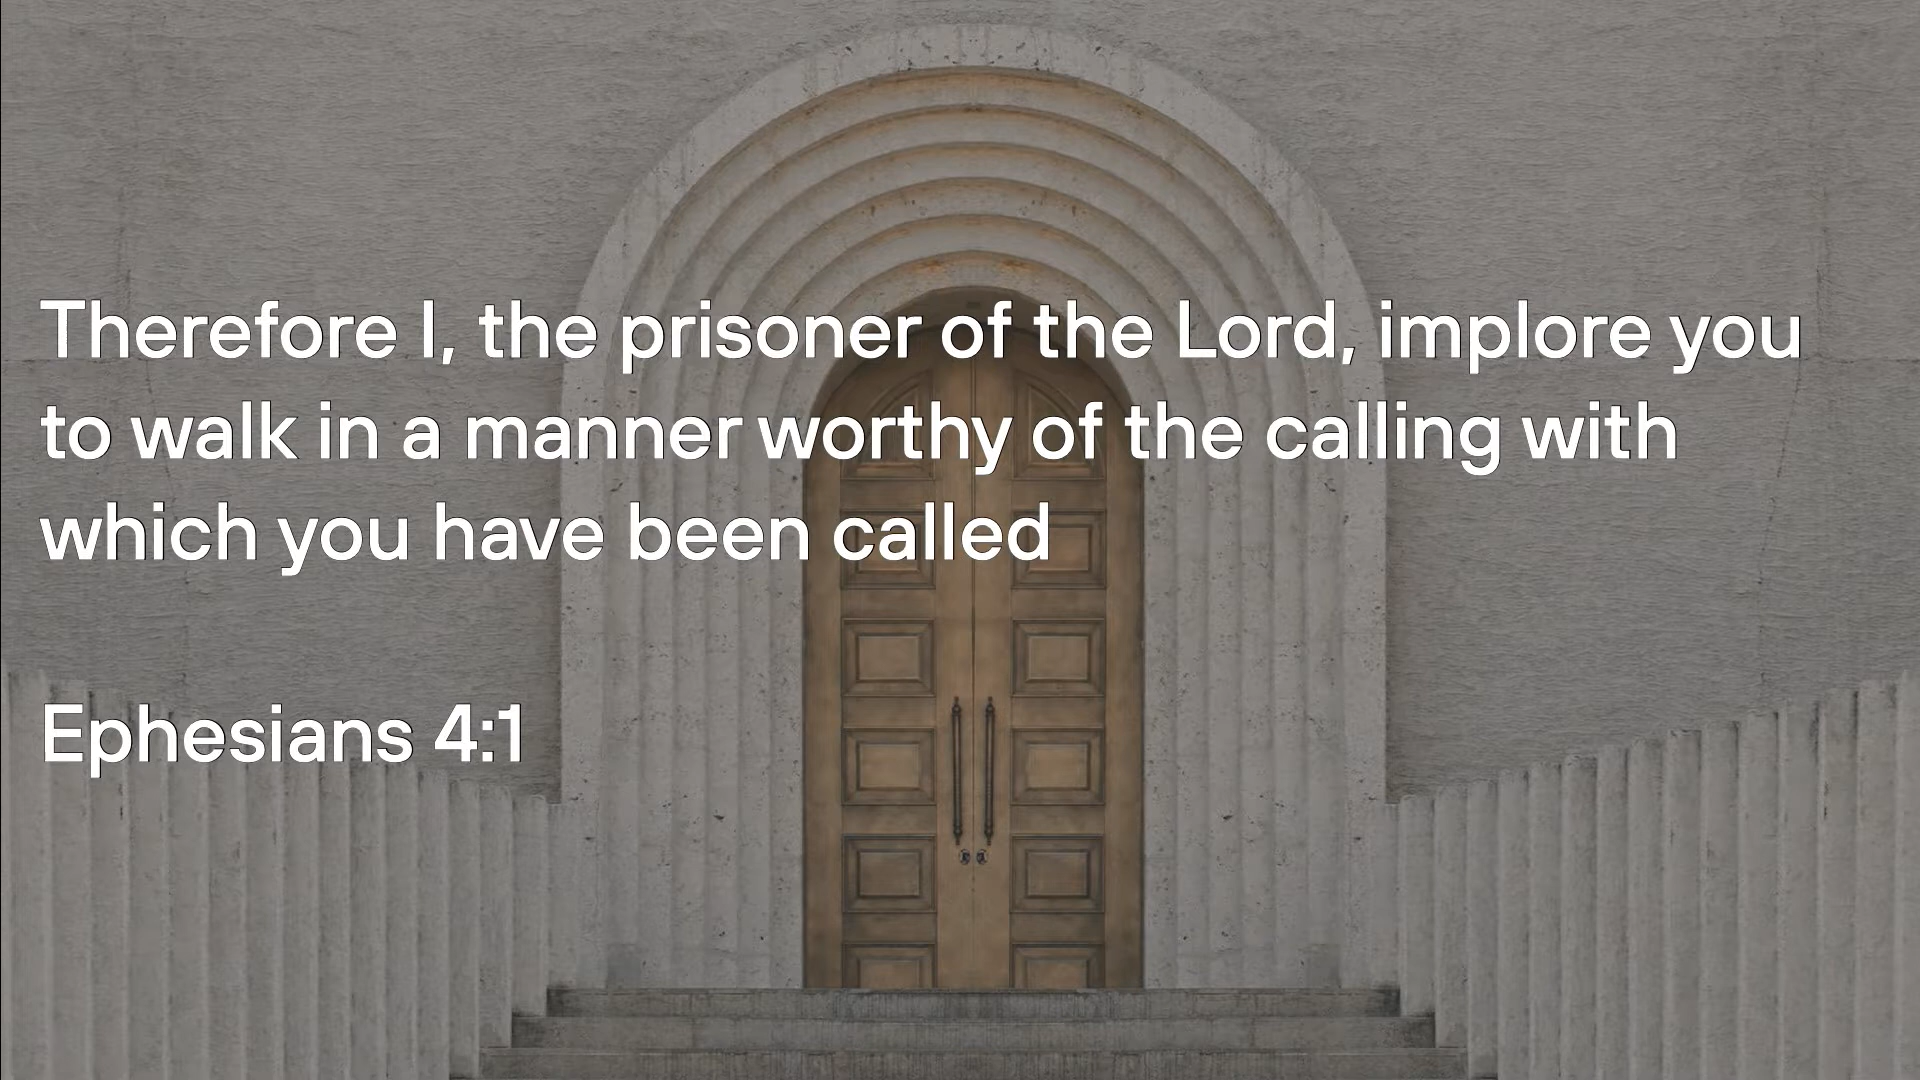 Therefore I, the prisoner of the Lord, implore you
to walk in a manner worthy of the calling with
which you have been called
Ephesians 4:1